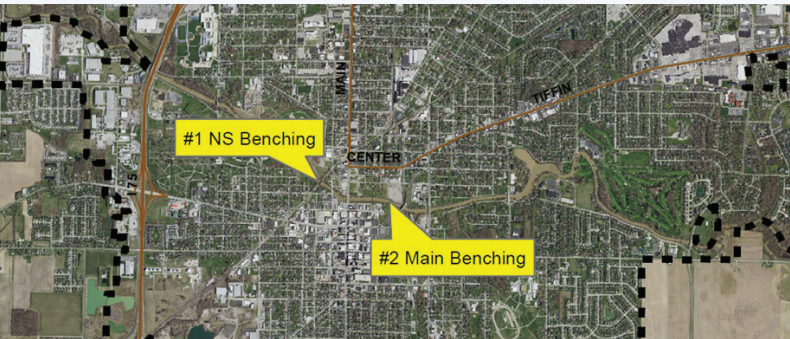 MAIN
TIFFIN
#1 NS Benching
CENTER
I 75
#2 Main Benching